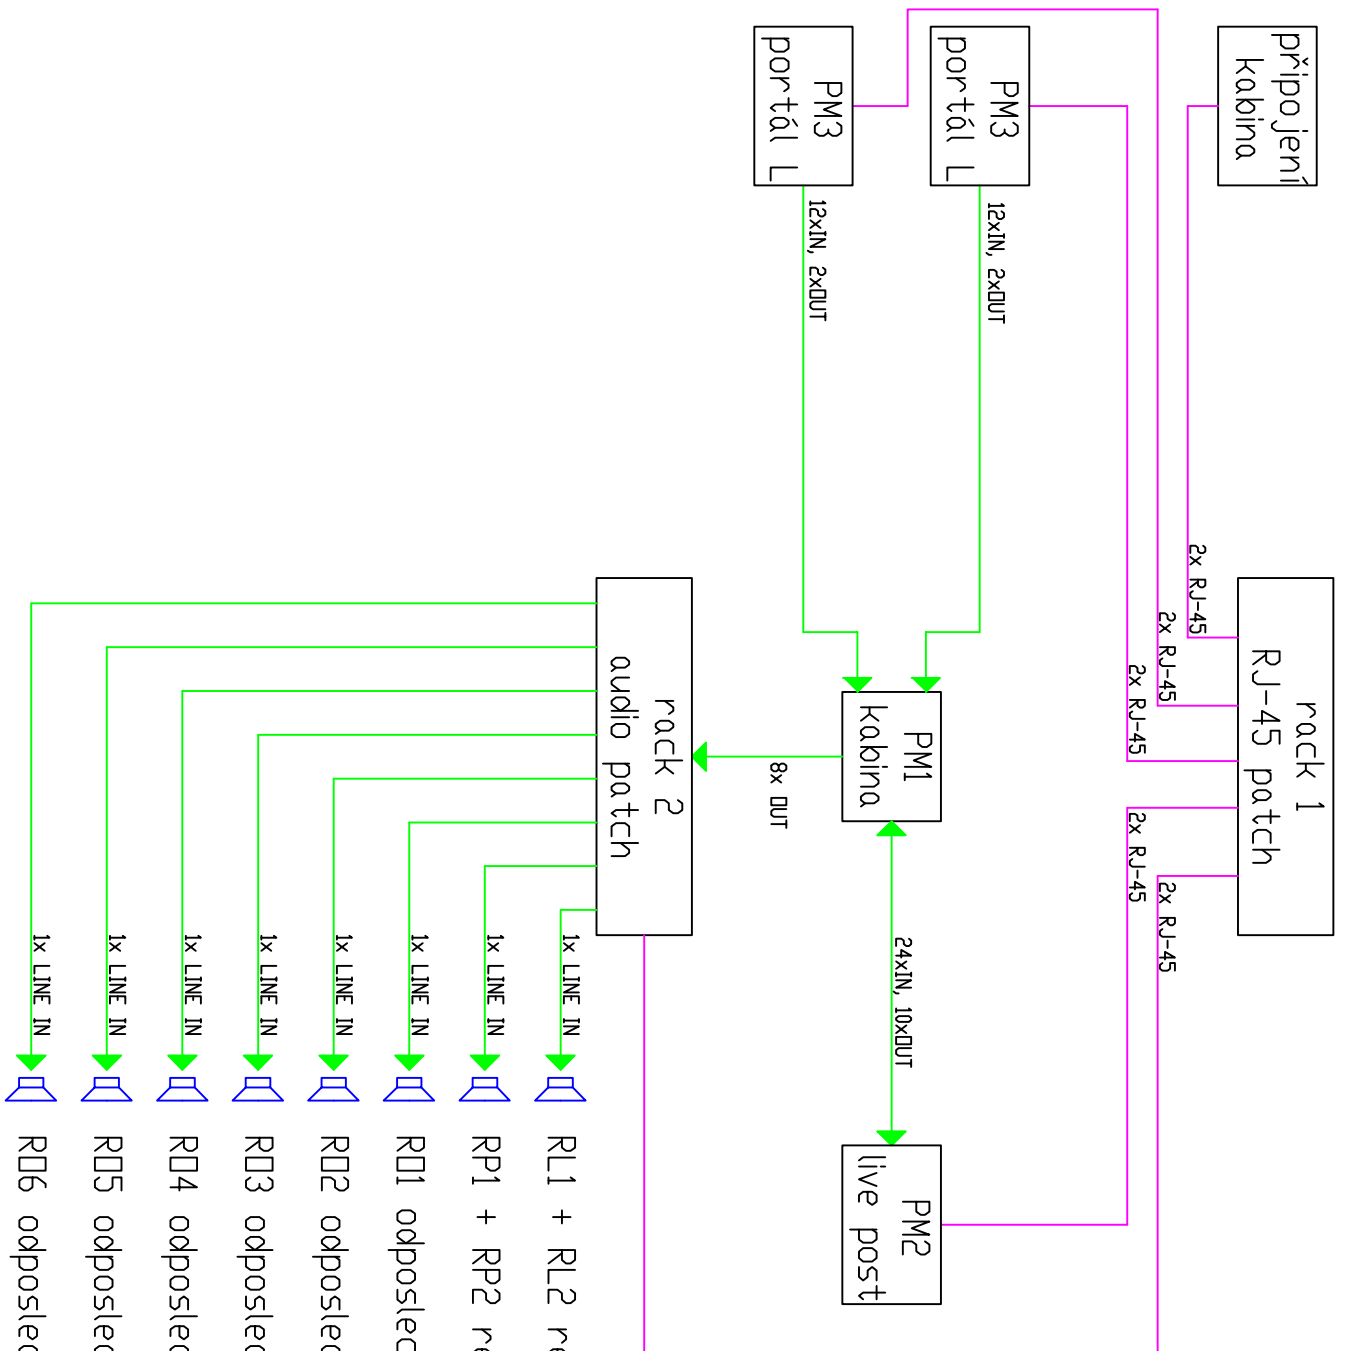 připojení
kabina
PM3
portál L
PM3
portál L
12xIN, 2xOUT
12xIN, 2xOUT
2x RJ-45
2x RJ-45
2x RJ-45
rack 1
RJ-45 patch
2x RJ-45
2x RJ-45
PM1
kabina
8x OUT
rack 2
audio patch
24xIN, 10xOUT
PM2
live post
1x LINE IN
1x LINE IN
1x LINE IN
1x LINE IN
1x LINE IN
1x LINE IN
1x LINE IN
1x LINE IN
RL1 + RL2 re
RP1 + RP2 re
RO1 odposlec
RO2 odposlec
RO3 odposlec
RO4 odposlec
RO5 odposlec
RO6 odposlec